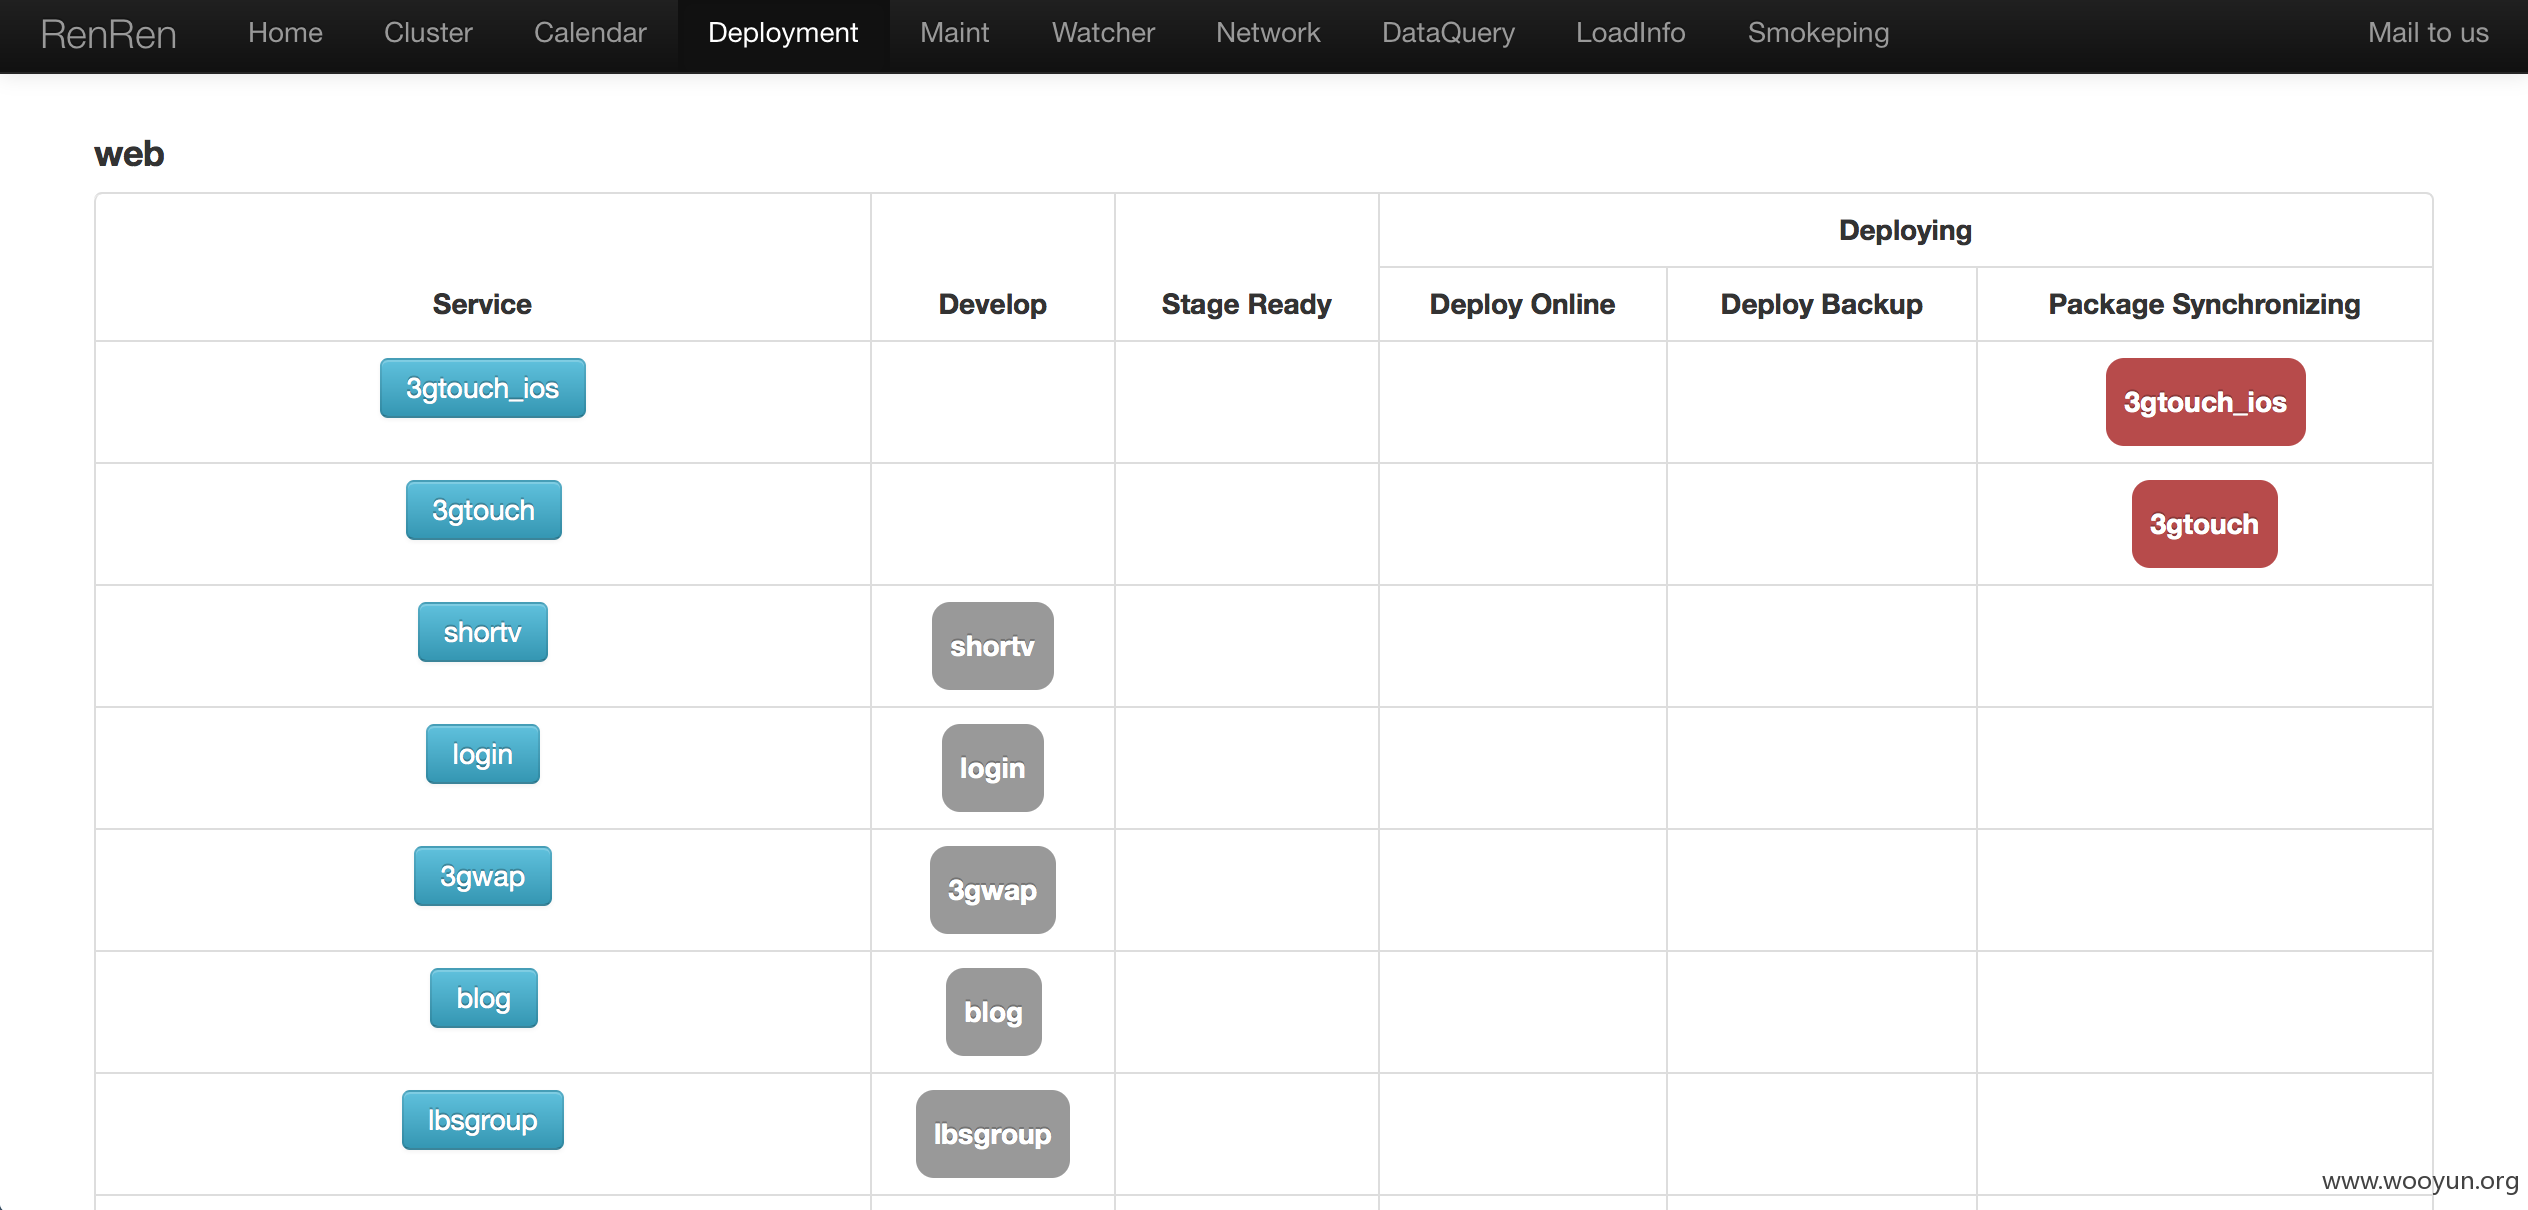 RenRen Home Cluster Calendar Deployment Maint Watcher Network DataQuery LoadInfo Smokeping Mail to us
web
Deploying
Service Develop Stage Ready Deploy Online Deploy Backup Package Synchronizing
3gtouch_ios 3gtouch_ios
3gtouch 3gtouch
shortv shortv
login login
3gwap 3gwap
blog blog
lbsgroup lbsgroup
www.wooyun.org